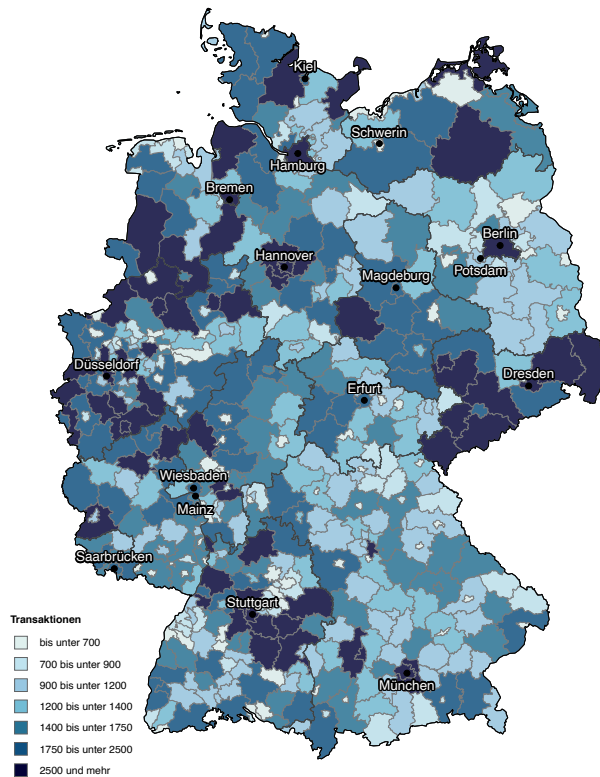 Kiel
Schwerin
Hamburg
Bremen
Berlin
Hannover
Potsdam
Magdeburg
Düsseldorf
Dresden
Erfurt
Wiesbaden
Mainz
Saarbrücken
Stuttgart
München
Transaktionen
bis unter 700
700 bis unter 900
900 bis unter 1200
1200 bis unter 1400
1400 bis unter 1750
1750 bis unter 2500
2500 und mehr